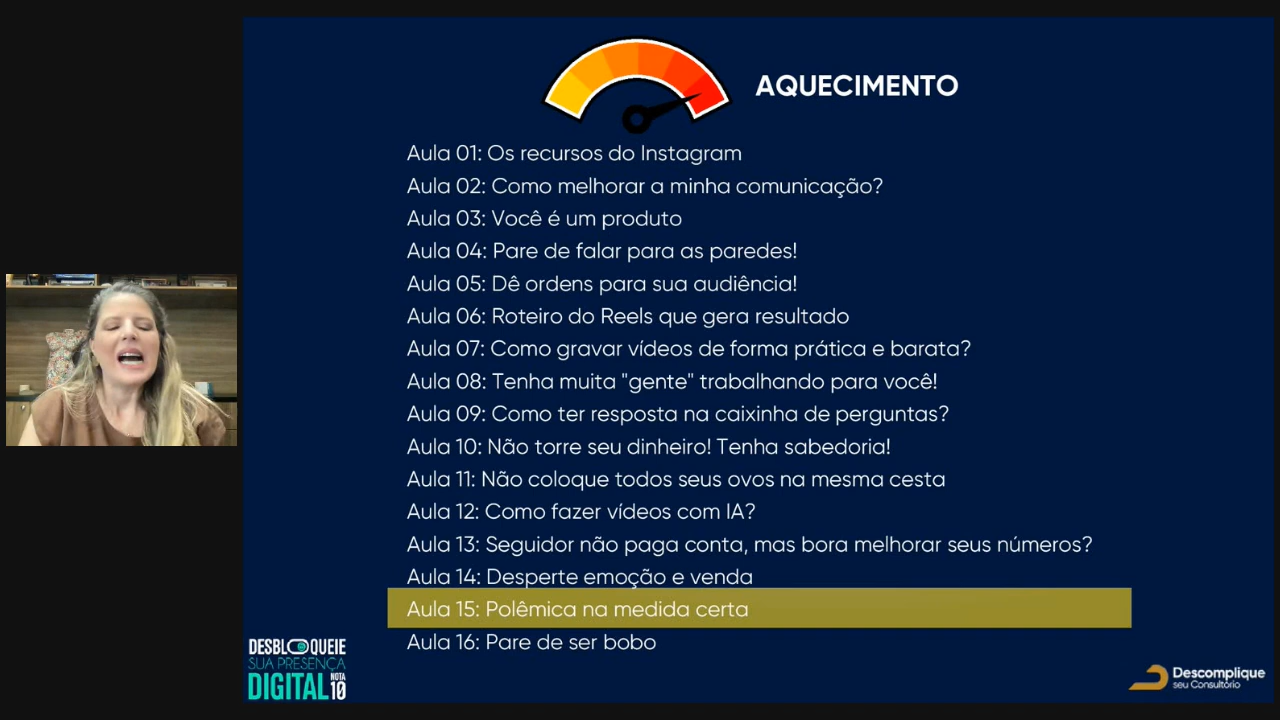 AQUECIMENTO
Aula 01: Os recursos do Instagram
Aula 02: Como melhorar a minha comunicação?
Aula 03: Você é um produto
Aula 04: Pare de falar para as paredes!
Aula 05: Dê ordens para sua audiência!
Aula 06: Roteiro do Reels que gera resultado
Aula 07: Como gravar vídeos de forma prática e barata?
Aula 08: Tenha muita "gente" trabalhando para você!
Aula 09: Como ter resposta na caixinha de perguntas?
Aula 10: Não torre seu dinheiro! Tenha sabedoria!
Aula 11: Não coloque todos seus ovos na mesma cesta
Aula 12: Como fazer vídeos com IA?
Aula 13: Seguidor não paga conta, mas bora melhorar seus números?
Aula 14: Desperte emoção e venda
Aula 15: Polêmica na medida certa
Aula 16: Pare de ser bobo
DESBLOQUEIE
SUA PRESENÇA
DIGITAL NOTA 10
Descomplique
seu Consultório